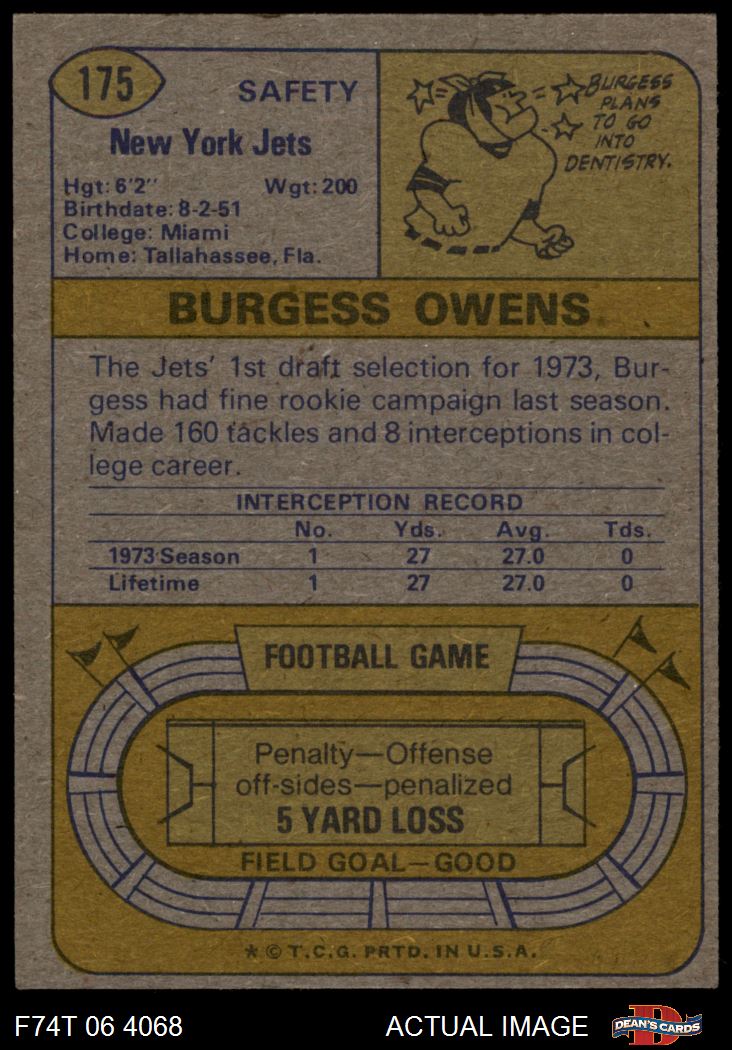 175
SAFETY
New York Jets
Hgt: 6'2" Wgt: 200
Birthdate: 8-2-51
College: Miami
Home: Tallahassee, Fla.
BURGESS
PLANS
TO GO
INTO
DENTISTRY.
BURGESS OWENS
The Jets' 1st draft selection for 1973, Bur-
gess had fine rookie campaign last season.
Made 160 tackles and 8 interceptions in col-
lege career.
INTERCEPTION RECORD
No. Yds. Avg. Tds.
1973 Season 1 27 27.0 0
Lifetime 1 27 27.0 0
FOOTBALL GAME
Penalty—Offense
off-sides—penalized
5 YARD LOSS
FIELD GOAL—GOOD
* © T.C.G. PRTD. IN U.S.A.
F74T 06 4068 ACTUAL IMAGE
D
DEAN'S CARDS